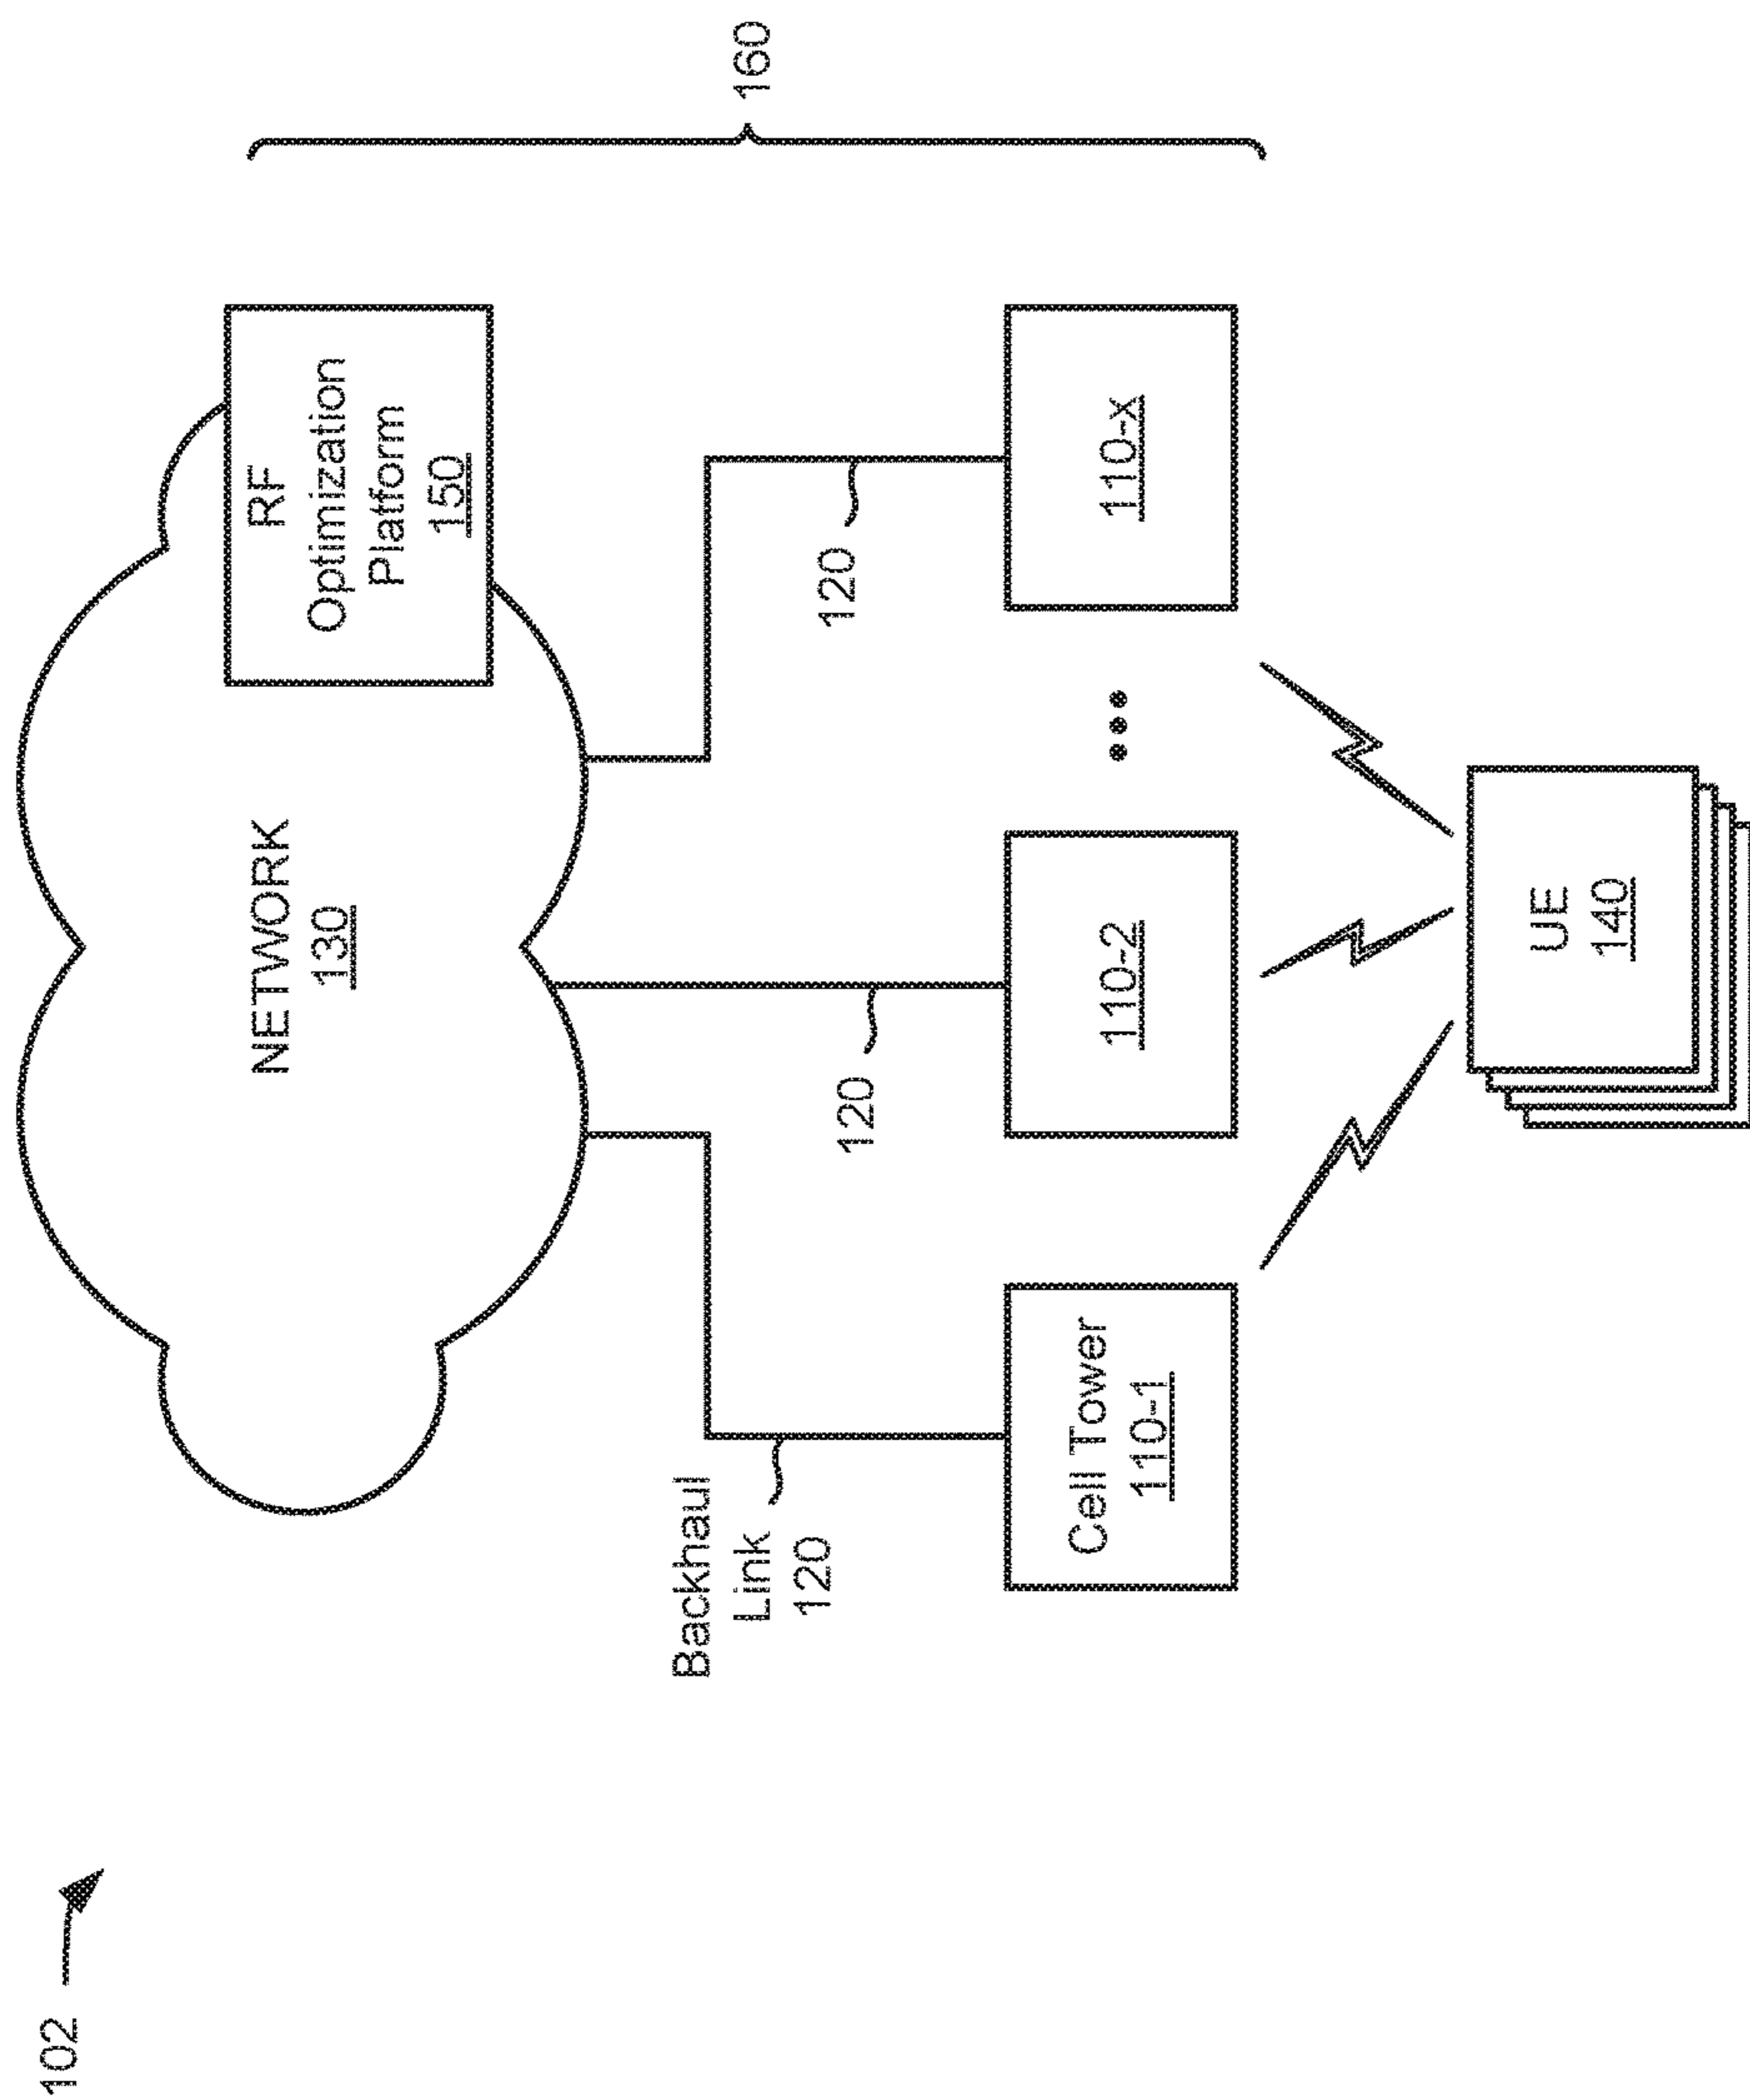 102
NETWORK
130
RF
Optimization
Platform
150
160
Backhaul
Link
120
120
120
Cell Tower
110-1
110-2
110-x
UE
140